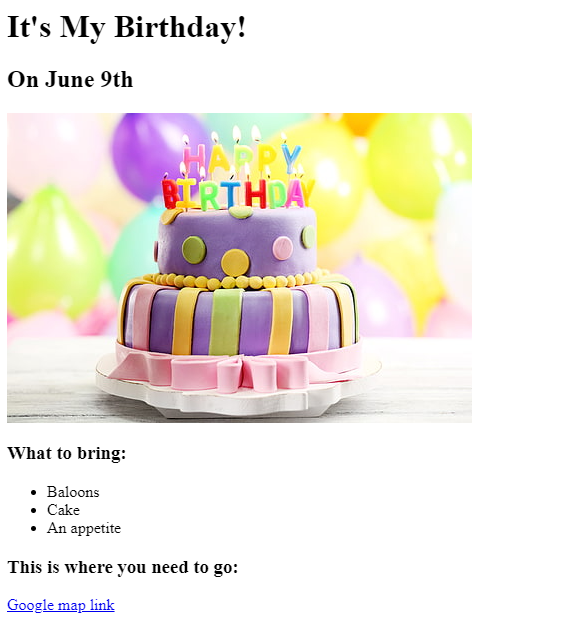 It's My Birthday!
On June 9th
HAPPY
BIRTHDAY
What to bring:
Baloons
Cake
An appetite
This is where you need to go:
Google map link